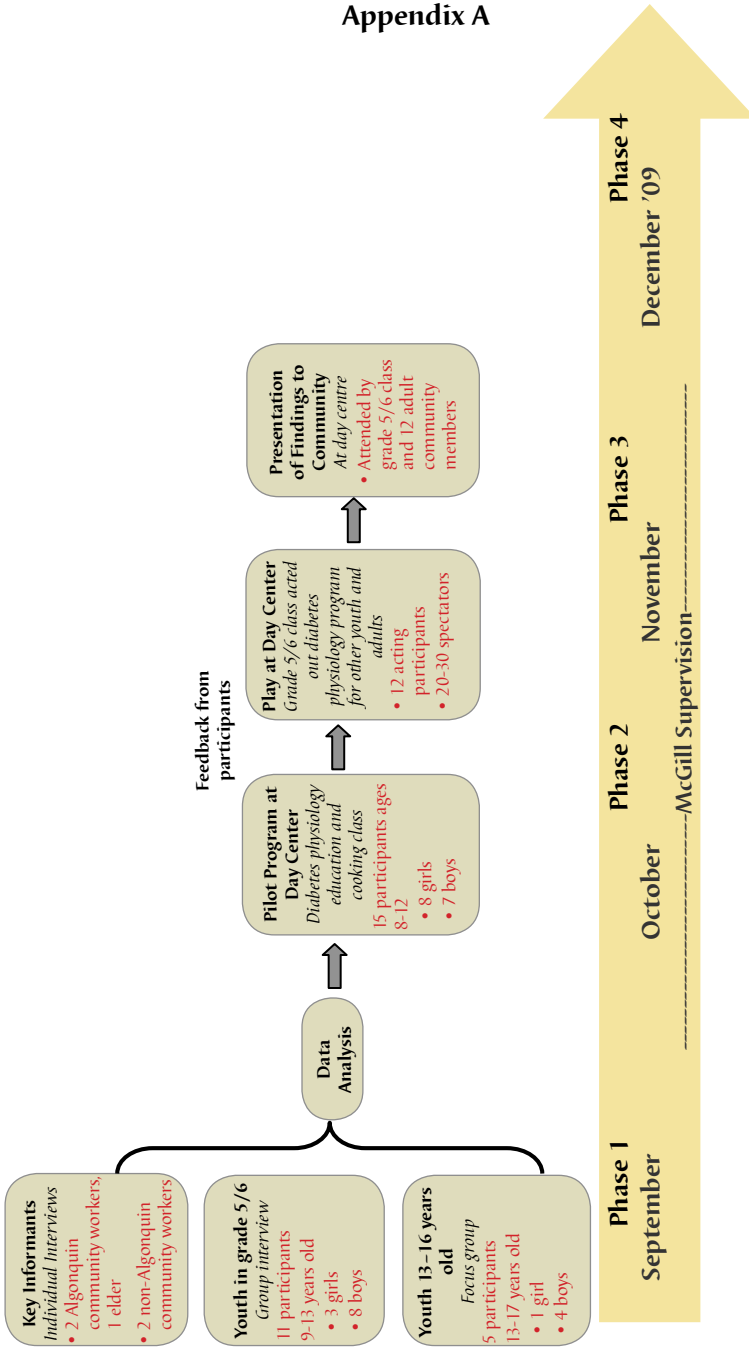 Appendix A
Key Informants
Individual Interviews
• 2 Algonquin
community workers,
1 elder
• 2 non-Algonquin
community workers
Youth in grade 5/6
Group interview
11 participants
9-13 years old
• 3 girls
• 8 boys
Youth 13–16 years
old
Focus group
5 participants
13-17 years old
• 1 girl
• 4 boys
Data
Analysis
Pilot Program at
Day Center
Diabetes physiology
education and
cooking class
15 participants ages
8-12
• 8 girls
• 7 boys
Feedback from
participants
Play at Day Center
Grade 5/6 class acted
out diabetes
physiology program
for other youth and
adults
• 12 acting
participants
• 20-30 spectators
Presentation
of Findings to
Community
At day centre
• Attended by
grade 5/6 class
and 12 adult
community
members
Phase 1 Phase 2 Phase 3 Phase 4
September October November December ’09
McGill Supervision